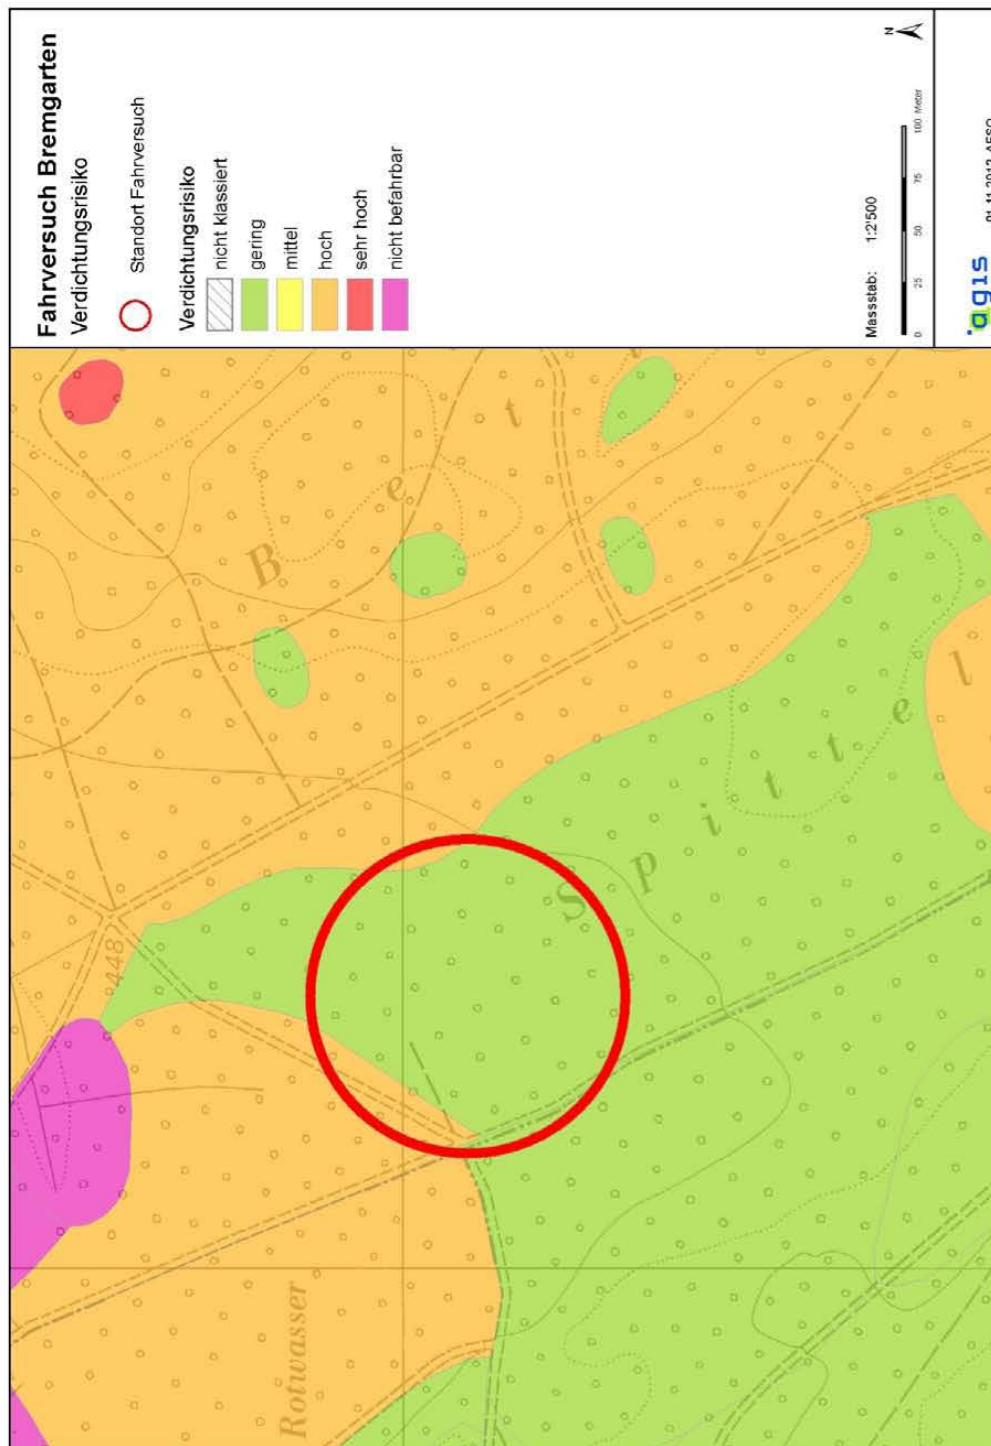 Fahrversuch Bremgarten
Verdichtungsrisiko
Standort Fahrversuch
Verdichtungsrisiko
nicht klassiert
gering
mittel
hoch
sehr hoch
nicht befahrbar
Massstab: 1:2'500
0 25 50 75 100 Meter
N
agis
448
Rotwasser
B e t
S p i t t e l